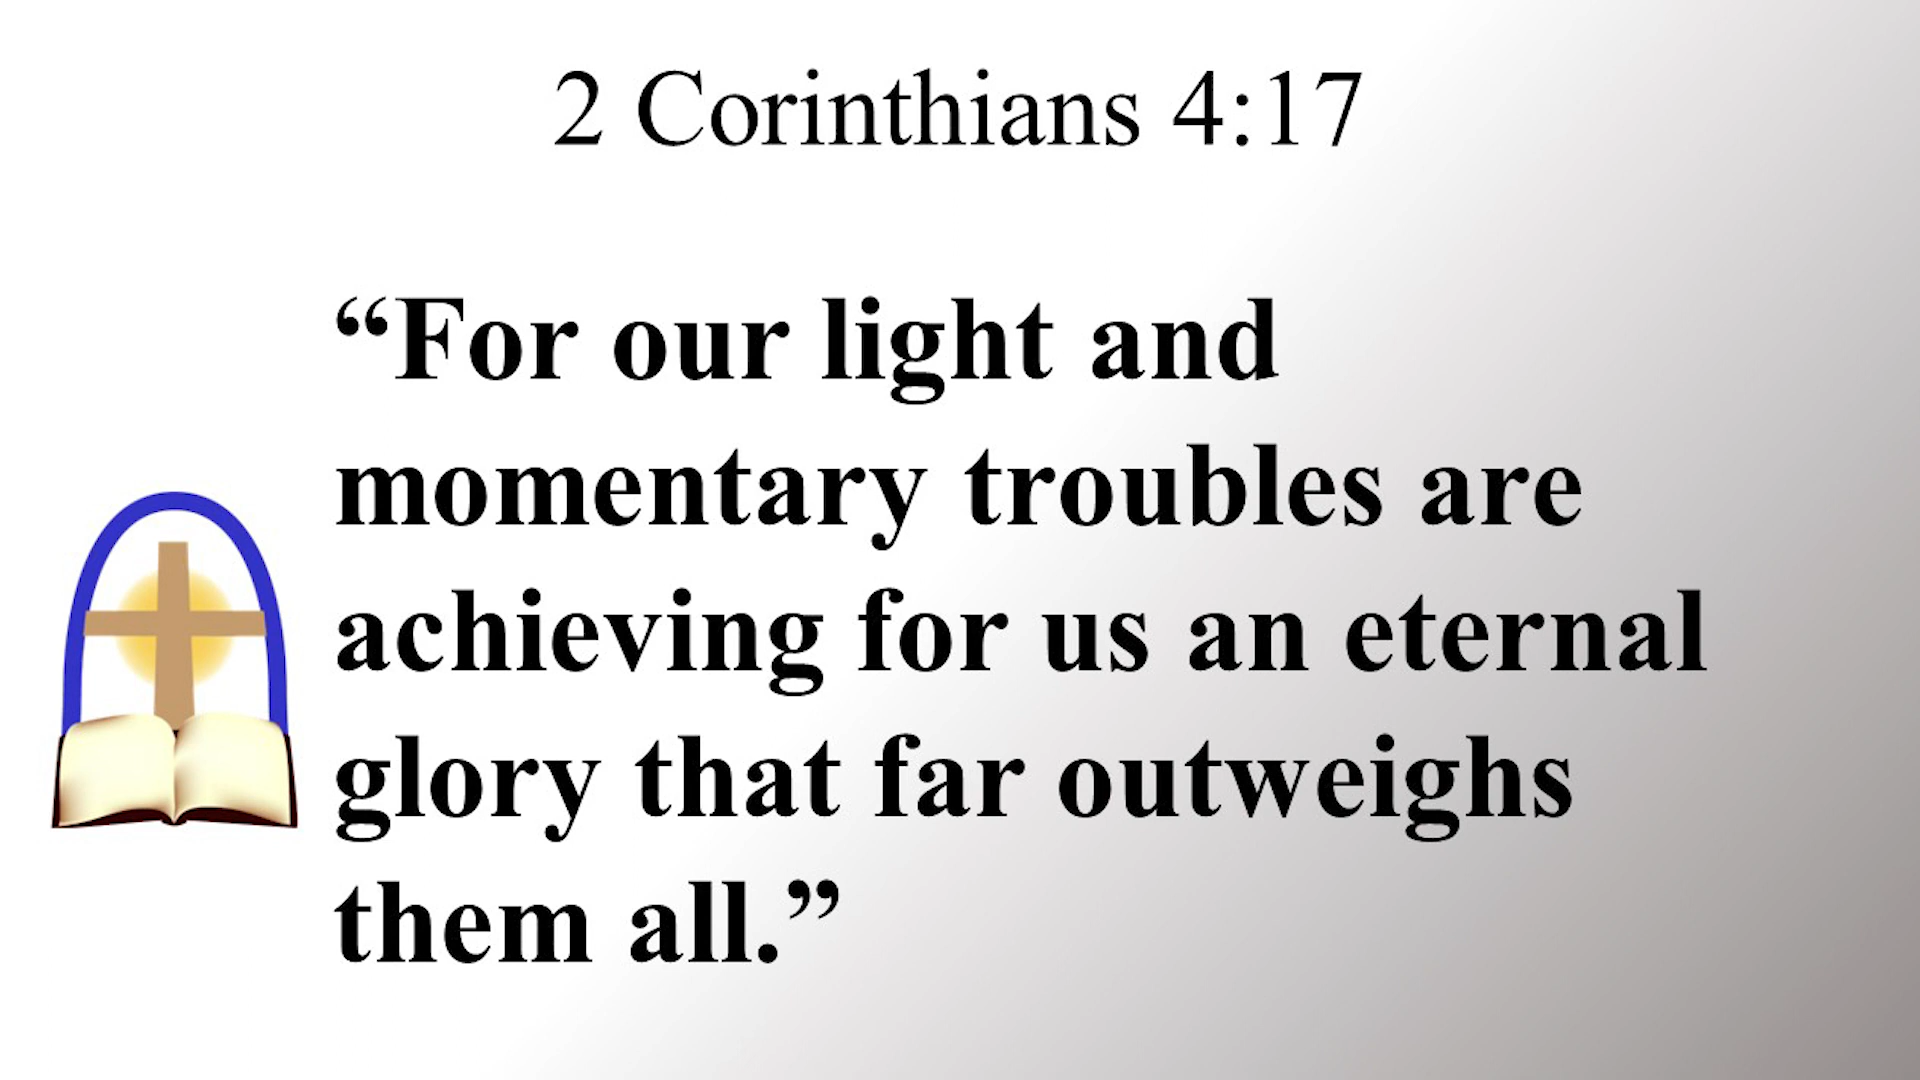 2 Corinthians 4:17
“For our light and
momentary troubles are
achieving for us an eternal
glory that far outweighs
them all.”